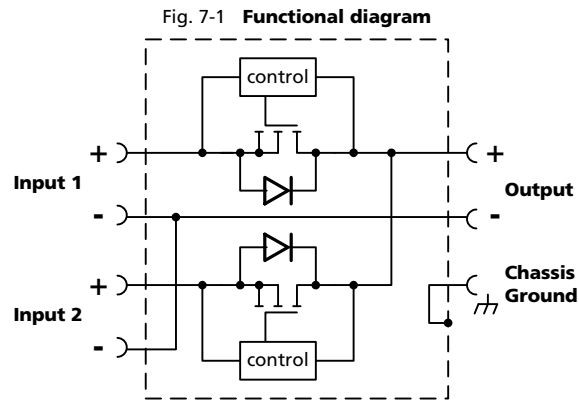 Fig. 7-1 Functional diagram
control
+
+
Input 1
Output
-
-
+
Chassis
Ground
Input 2
-
control